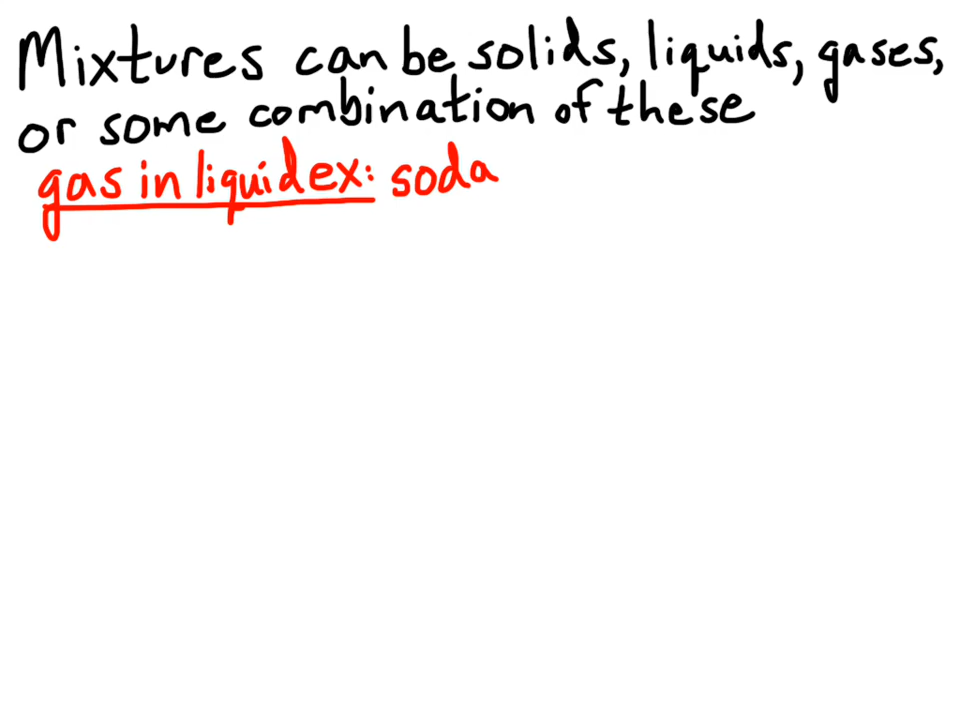 Mixtures can be solids, liquids, gases,
or some combination of these
gas in liquid ex: soda